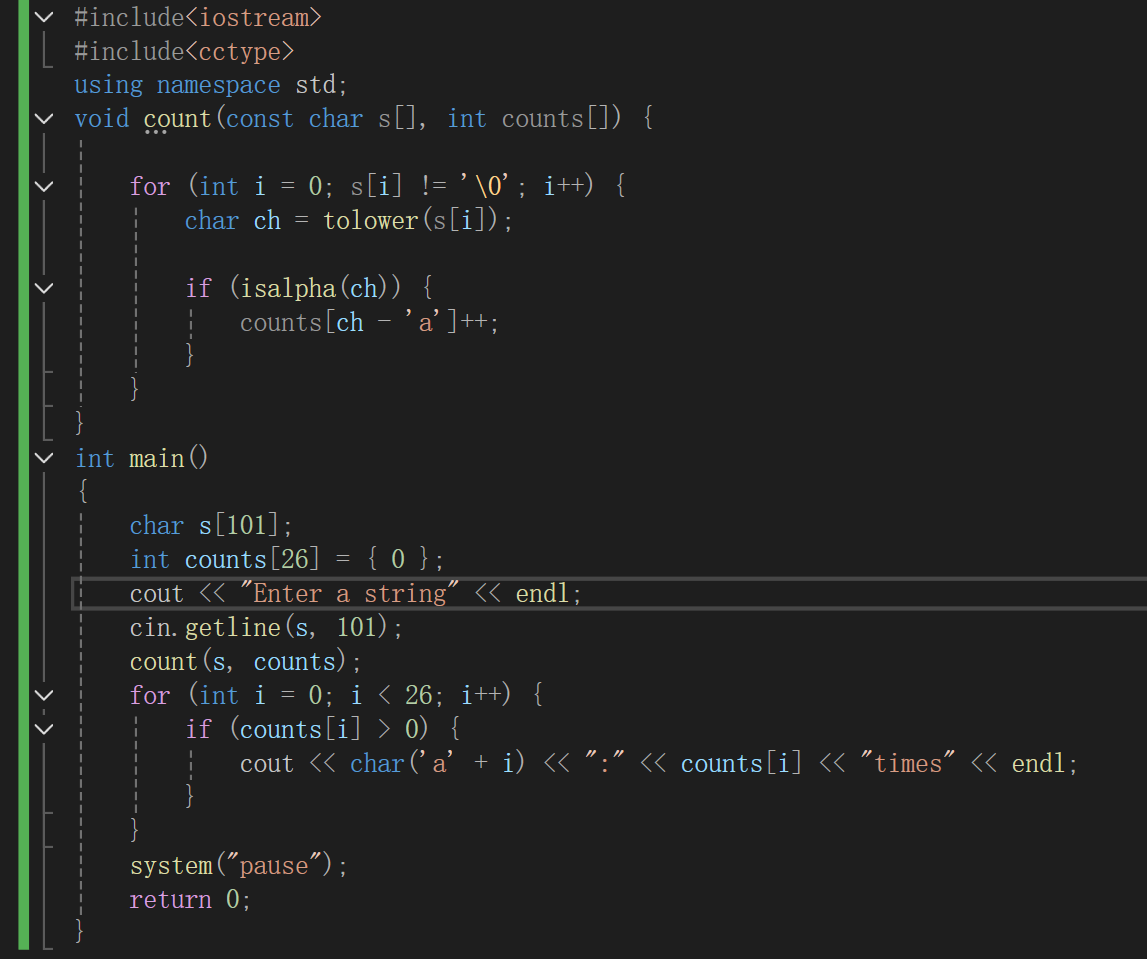 #include<iostream>
#include<cctype>
using namespace std;
void count(const char s[], int counts[]) {
for (int i = 0; s[i] != '\0'; i++) {
char ch = tolower(s[i]);
if (isalpha(ch)) {
counts[ch - 'a']++;
}
}
}
int main()
{
char s[101];
int counts[26] = { 0 };
cout << "Enter a string" << endl;
cin.getline(s, 101);
count(s, counts);
for (int i = 0; i < 26; i++) {
if (counts[i] > 0) {
cout << char('a' + i) << ":" << counts[i] << "times" << endl;
}
}
system("pause");
return 0;
}